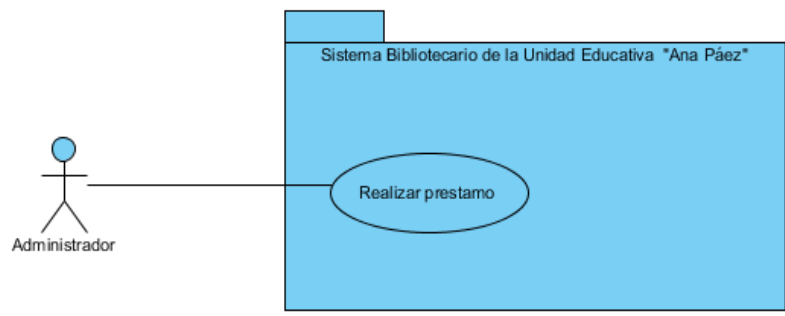 Sistema Bibliotecario de la Unidad Educativa "Ana Páez"
Realizar prestamo
Administrador